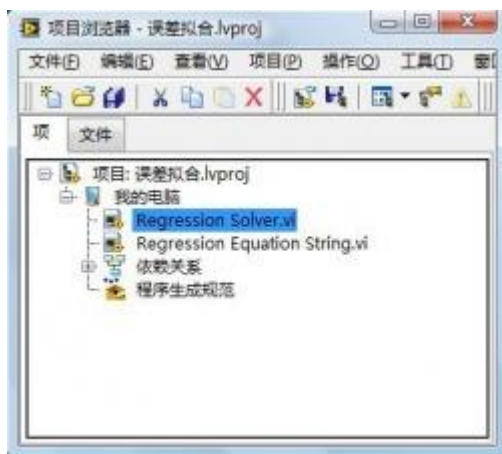 项目浏览器 - 误差拟合.lvproj
文件(F) 编辑(E) 查看(V) 项目(P) 操作(O) 工具(T) 窗
项 文件
项目: 误差拟合.lvproj
我的电脑
Regression Solver.vi
Regression Equation String.vi
依赖关系
程序生成规范